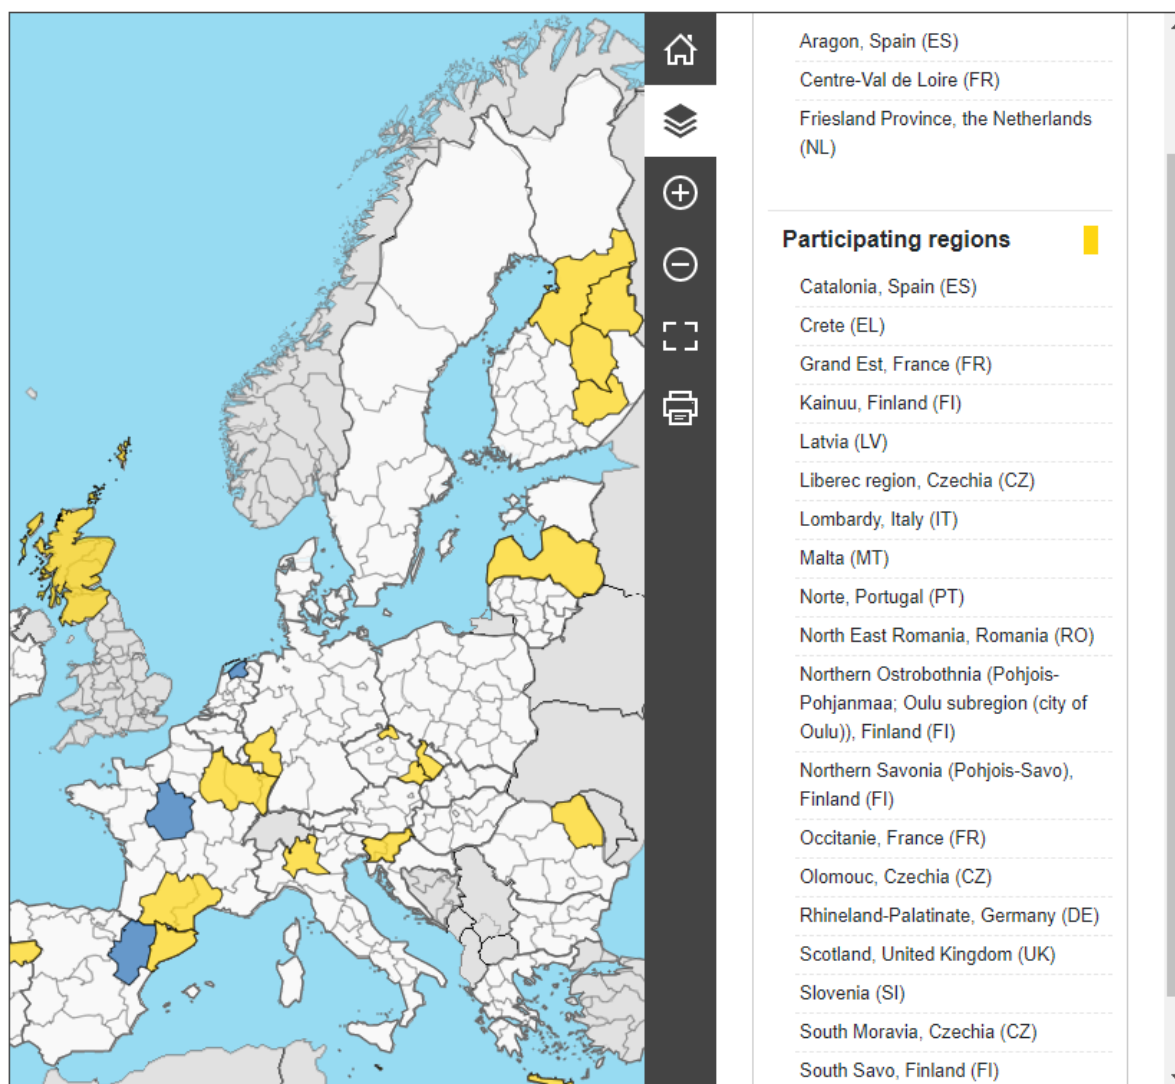 Aragon, Spain (ES)
Centre-Val de Loire (FR)
Friesland Province, the Netherlands
(NL)
Participating regions
Catalonia, Spain (ES)
Crete (EL)
Grand Est, France (FR)
Kainuu, Finland (FI)
Latvia (LV)
Liberec region, Czechia (CZ)
Lombardy, Italy (IT)
Malta (MT)
Norte, Portugal (PT)
North East Romania, Romania (RO)
Northern Ostrobothnia (Pohjois-
Pohjanmaa; Oulu subregion (city of
Oulu)), Finland (FI)
Northern Savonia (Pohjois-Savo),
Finland (FI)
Occitanie, France (FR)
Olomouc, Czechia (CZ)
Rhineland-Palatinate, Germany (DE)
Scotland, United Kingdom (UK)
Slovenia (SI)
South Moravia, Czechia (CZ)
South Savo, Finland (FI)